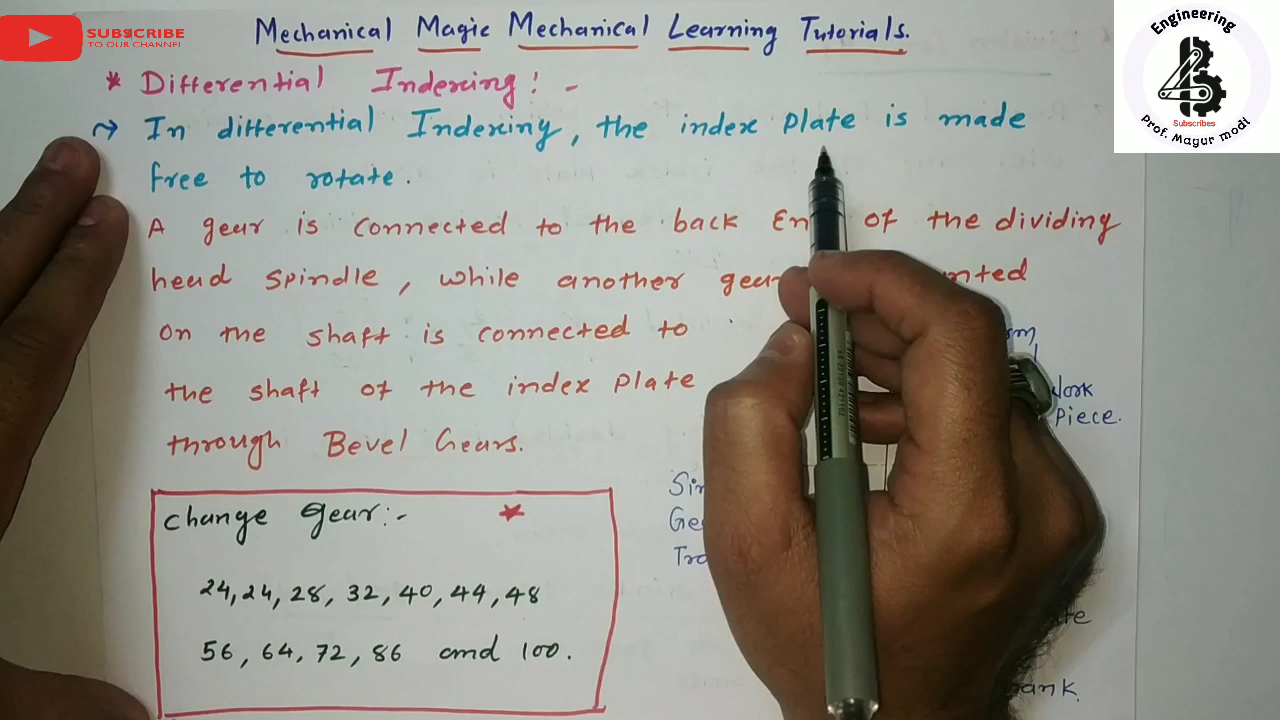 SUBSCRIBE
TO OUR CHANNEL
Mechanical Magic Mechanical Learning Tutorials.
Engineering
Subscribes
Prof. Mayur modi
* Differential Indexing: -
In differential Indexing, the index plate is made
free to rotate.
A gear is connected to the back of the dividing
head spindle, while another
on the shaft is connected to
the shaft of the index plate
through Bevel Gears.
Piece.
change gear:- *
24, 24, 28, 32, 40, 44, 48
56, 64, 72, 86 and 100.